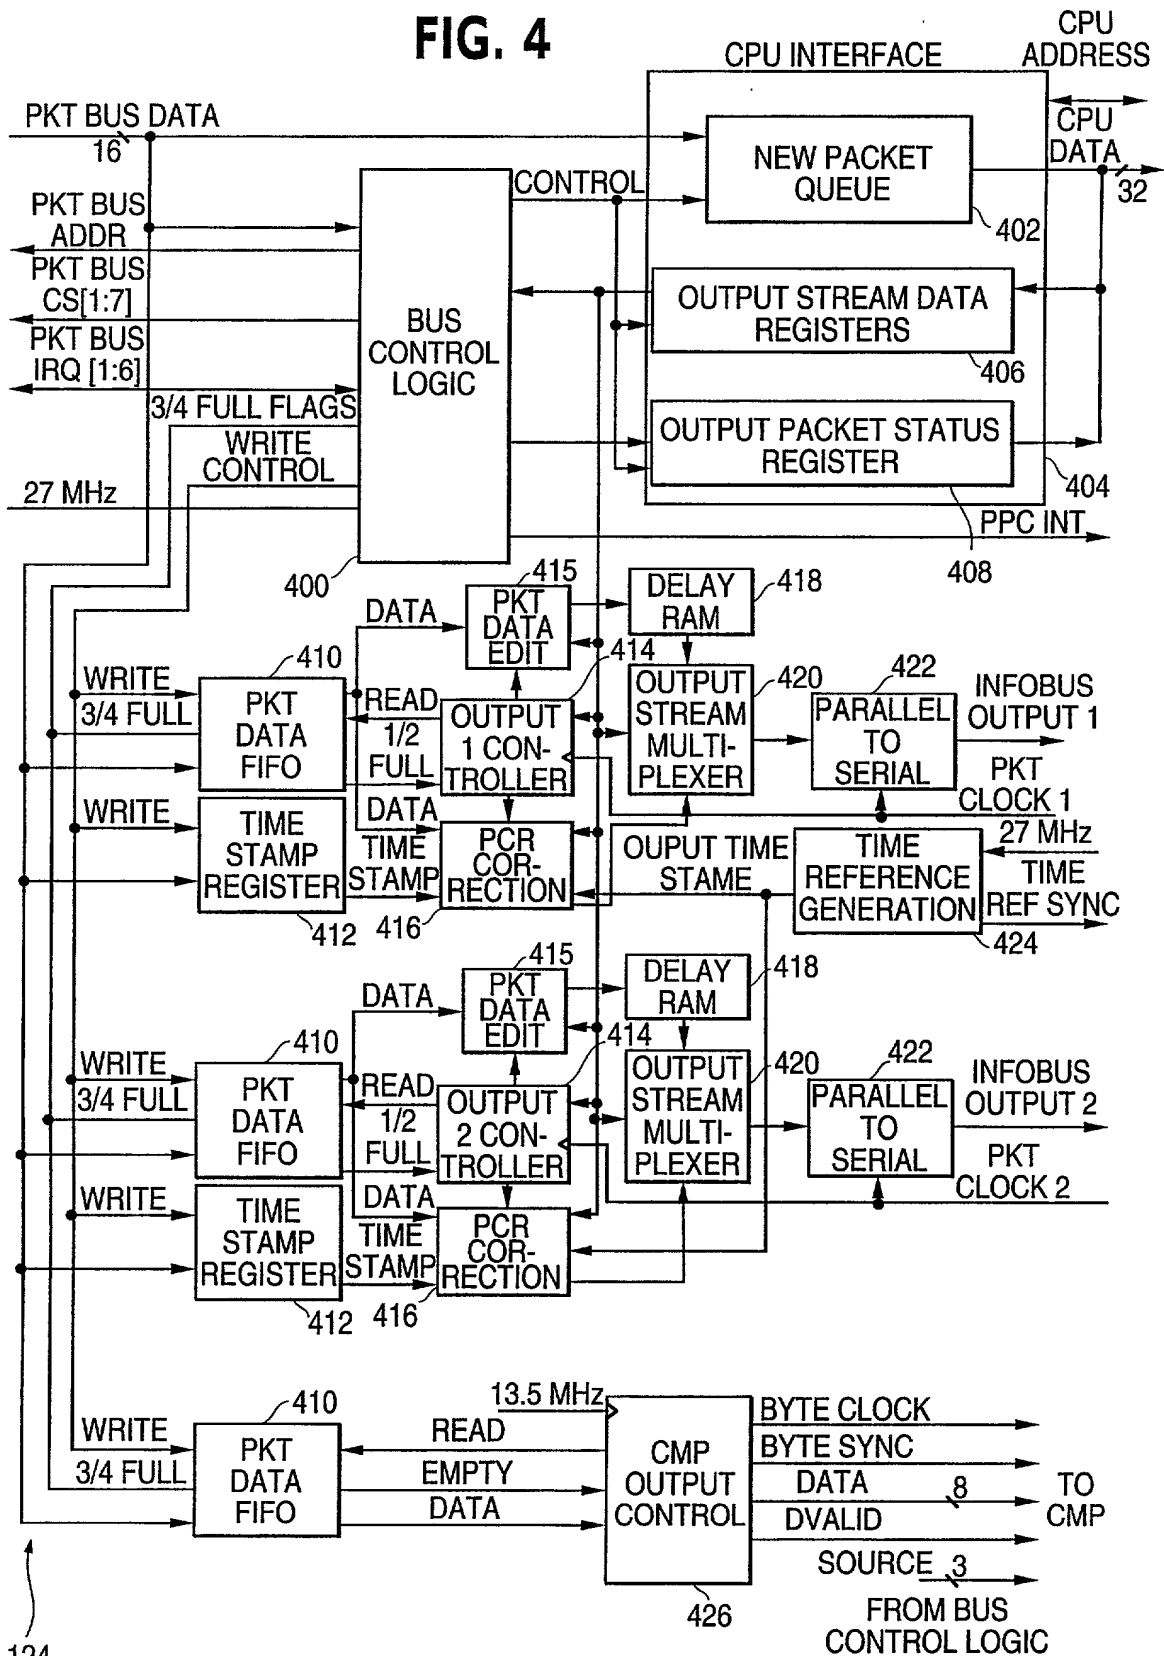 FIG. 4
CPU INTERFACE
CPU
ADDRESS
PKT BUS DATA
16
NEW PACKET
QUEUE
CPU
DATA
32
402
CONTROL
PKT BUS
ADDR
PKT BUS
CS[1:7]
PKT BUS
IRQ [1:6]
BUS
CONTROL
LOGIC
OUTPUT STREAM DATA
REGISTERS
406
3/4 FULL FLAGS
WRITE
CONTROL
OUTPUT PACKET STATUS
REGISTER
404
27 MHz
PPC INT
408
400
415
PKT
DATA
EDIT
DELAY
RAM
418
DATA
410
414
WRITE
3/4 FULL
PKT
DATA
FIFO
READ
1/2
FULL
OUTPUT
1 CON-
TROLLER
OUTPUT
STREAM
MULTI-
PLEXER
420
422
PARALLEL
TO
SERIAL
INFOBUS
OUTPUT 1
PKT
CLOCK 1
WRITE
TIME
STAMP
REGISTER
412
DATA
TIME
STAMP
PCR
COR-
RECTION
416
OUPUT TIME
STAME
TIME
REFERENCE
GENERATION
27 MHz
TIME
REF SYNC
424
415
PKT
DATA
EDIT
DELAY
RAM
418
DATA
410
414
WRITE
3/4 FULL
PKT
DATA
FIFO
READ
1/2
FULL
OUTPUT
2 CON-
TROLLER
OUTPUT
STREAM
MULTI-
PLEXER
420
422
PARALLEL
TO
SERIAL
INFOBUS
OUTPUT 2
PKT
CLOCK 2
WRITE
TIME
STAMP
REGISTER
412
DATA
TIME
STAMP
PCR
COR-
RECTION
416
410
WRITE
3/4 FULL
PKT
DATA
FIFO
READ
EMPTY
DATA
13.5 MHz
CMP
OUTPUT
CONTROL
426
BYTE CLOCK
BYTE SYNC
DATA
8
DVALID
TO
CMP
SOURCE
3
FROM BUS
CONTROL LOGIC